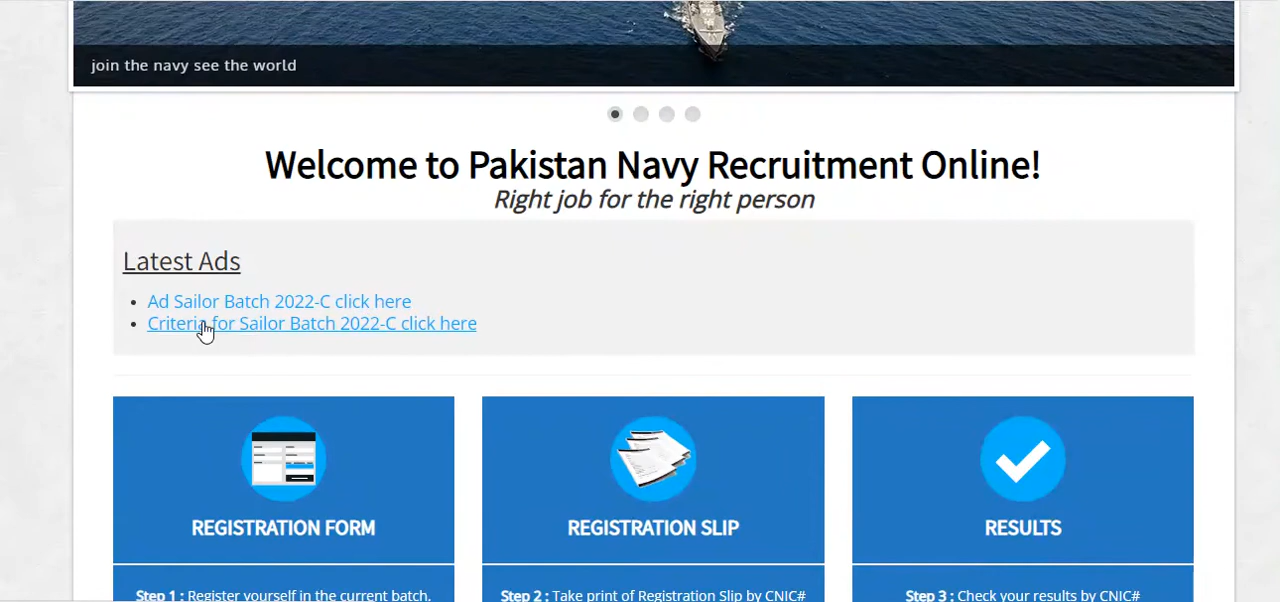 join the navy see the world
Welcome to Pakistan Navy Recruitment Online!
Right job for the right person
Latest Ads
Ad Sailor Batch 2022-C click here
Criteria for Sailor Batch 2022-C click here
REGISTRATION FORM
REGISTRATION SLIP
RESULTS
Step 1 : Register yourself in the current batch.
Step 2 : Take print of Registration Slip by CNIC#
Step 3 : Check your results by CNIC#